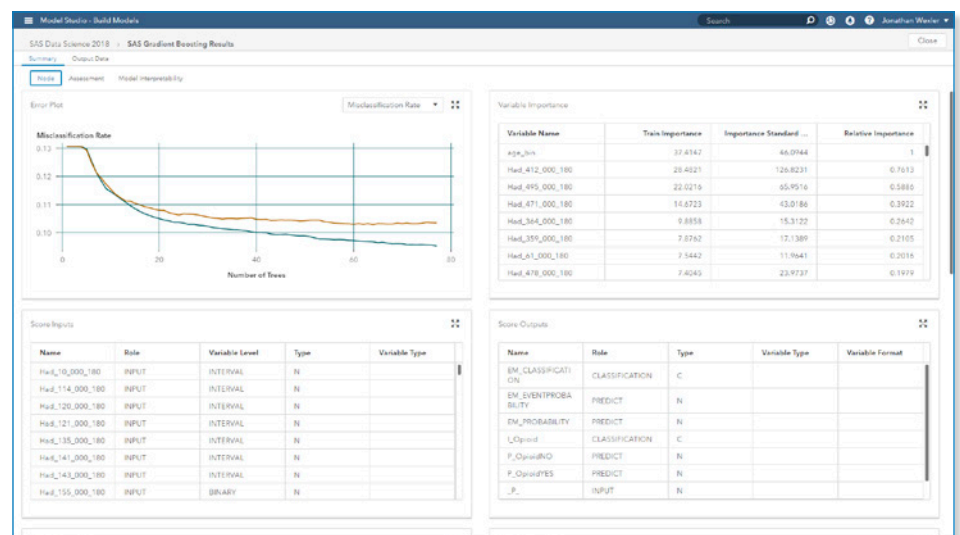 Model Studio - Build Models
Search
Jonathan Wexler
SAS Data Science 2018 > SAS Gradient Boosting Results
Close
Summary Output Data
Node Assessment Model Interpretability
Error Plot
Misclassification Rate
Misclassification Rate
0.13
0.12
0.11
0.10
0 20 40 60 80
Number of Trees
Variable Importance
Variable Name Train Importance Importance Standard ... Relative Importance
age_bin 37.4147 46.0944 1
Had_412_000_180 28.4821 126.8231 0.7613
Had_495_000_180 22.0216 65.9516 0.5886
Had_471_000_180 14.6723 43.0186 0.3922
Had_364_000_180 9.8858 15.3122 0.2642
Had_359_000_180 7.8762 17.1389 0.2105
Had_61_000_180 7.5442 11.9641 0.2016
Had_478_000_180 7.4045 23.9737 0.1979
Score Inputs
Name Role Variable Level Type Variable Type
Had_10_000_180 INPUT INTERVAL N
Had_114_000_180 INPUT INTERVAL N
Had_120_000_180 INPUT INTERVAL N
Had_121_000_180 INPUT INTERVAL N
Had_135_000_180 INPUT INTERVAL N
Had_141_000_180 INPUT INTERVAL N
Had_143_000_180 INPUT INTERVAL N
Had_155_000_180 INPUT BINARY N
Score Outputs
Name Role Type Variable Type Variable Format
EM_CLASSIFICATI
ON CLASSIFICATION C
EM_EVENTPROBA
BILITY PREDICT N
EM_PROBABILITY PREDICT N
I_Opioid CLASSIFICATION C
P_OpioidNO PREDICT N
P_OpioidYES PREDICT N
_P_ INPUT N